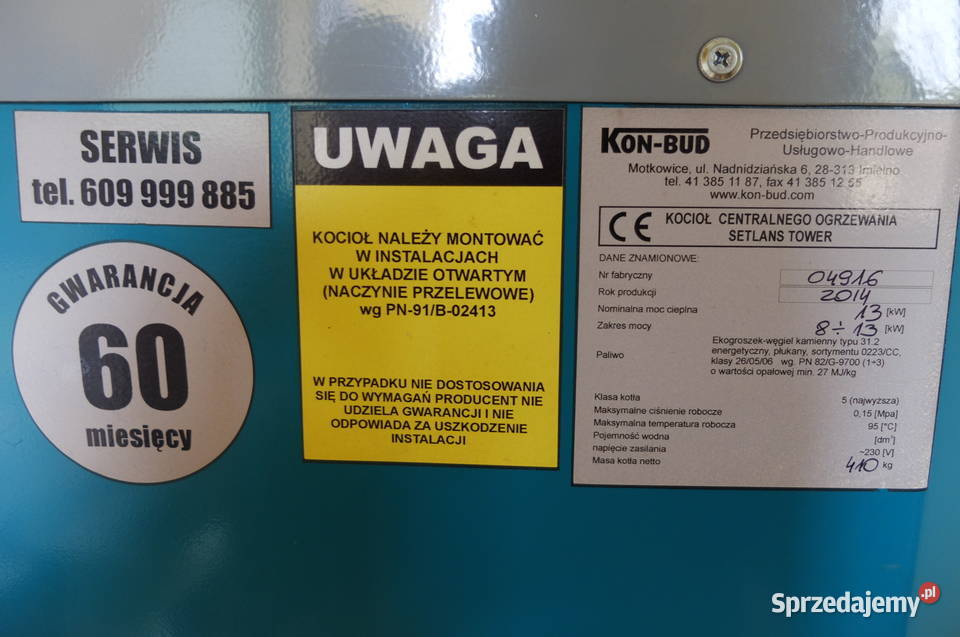 SERWIS
tel. 609 999 885
GWARANCJA
60
miesięcy
UWAGA
KOCIOŁ NALEŻY MONTOWAĆ
W INSTALACJACH
W UKŁADZIE OTWARTYM
(NACZYNIE PRZELEWOWE)
wg PN-91/B-02413
W PRZYPADKU NIE DOSTOSOWANIA
SIĘ DO WYMAGAŃ PRODUCENT NIE
UDZIELA GWARANCJI I NIE
ODPOWIADA ZA USZKODZENIE
INSTALACJI
KON-BUD
Przedsiębiorstwo-Produkcyjno-
Usługowo-Handlowe
Motkowice, ul. Nadnidziańska 6, 28-313 Imielno
tel. 41 385 11 87, fax 41 385 12 55
www.kon-bud.com
CE KOCIOŁ CENTRALNEGO OGRZEWANIA
SETLANS TOWER
DANE ZNAMIONOWE:
Nr fabryczny 04916
Rok produkcji 2014
Nominalna moc cieplna 13 [kW]
Zakres mocy 8÷13 [kW]
Paliwo Ekogroszek-węgiel kamienny typu 31.2
energetyczny, płukany, sortymentu 0223/CC,
klasy 26/05/06 wg. PN 82/G-9700 (1÷3)
o wartości opałowej min. 27 MJ/kg
Klasa kotła 5 (najwyższa)
Maksymalne ciśnienie robocze 0,15 [Mpa]
Maksymalna temperatura robocza 95 [°C]
Pojemność wodna [dm³]
napięcie zasilania ~230 [V]
Masa kotła netto 410 kg
Sprzedajemy.pl